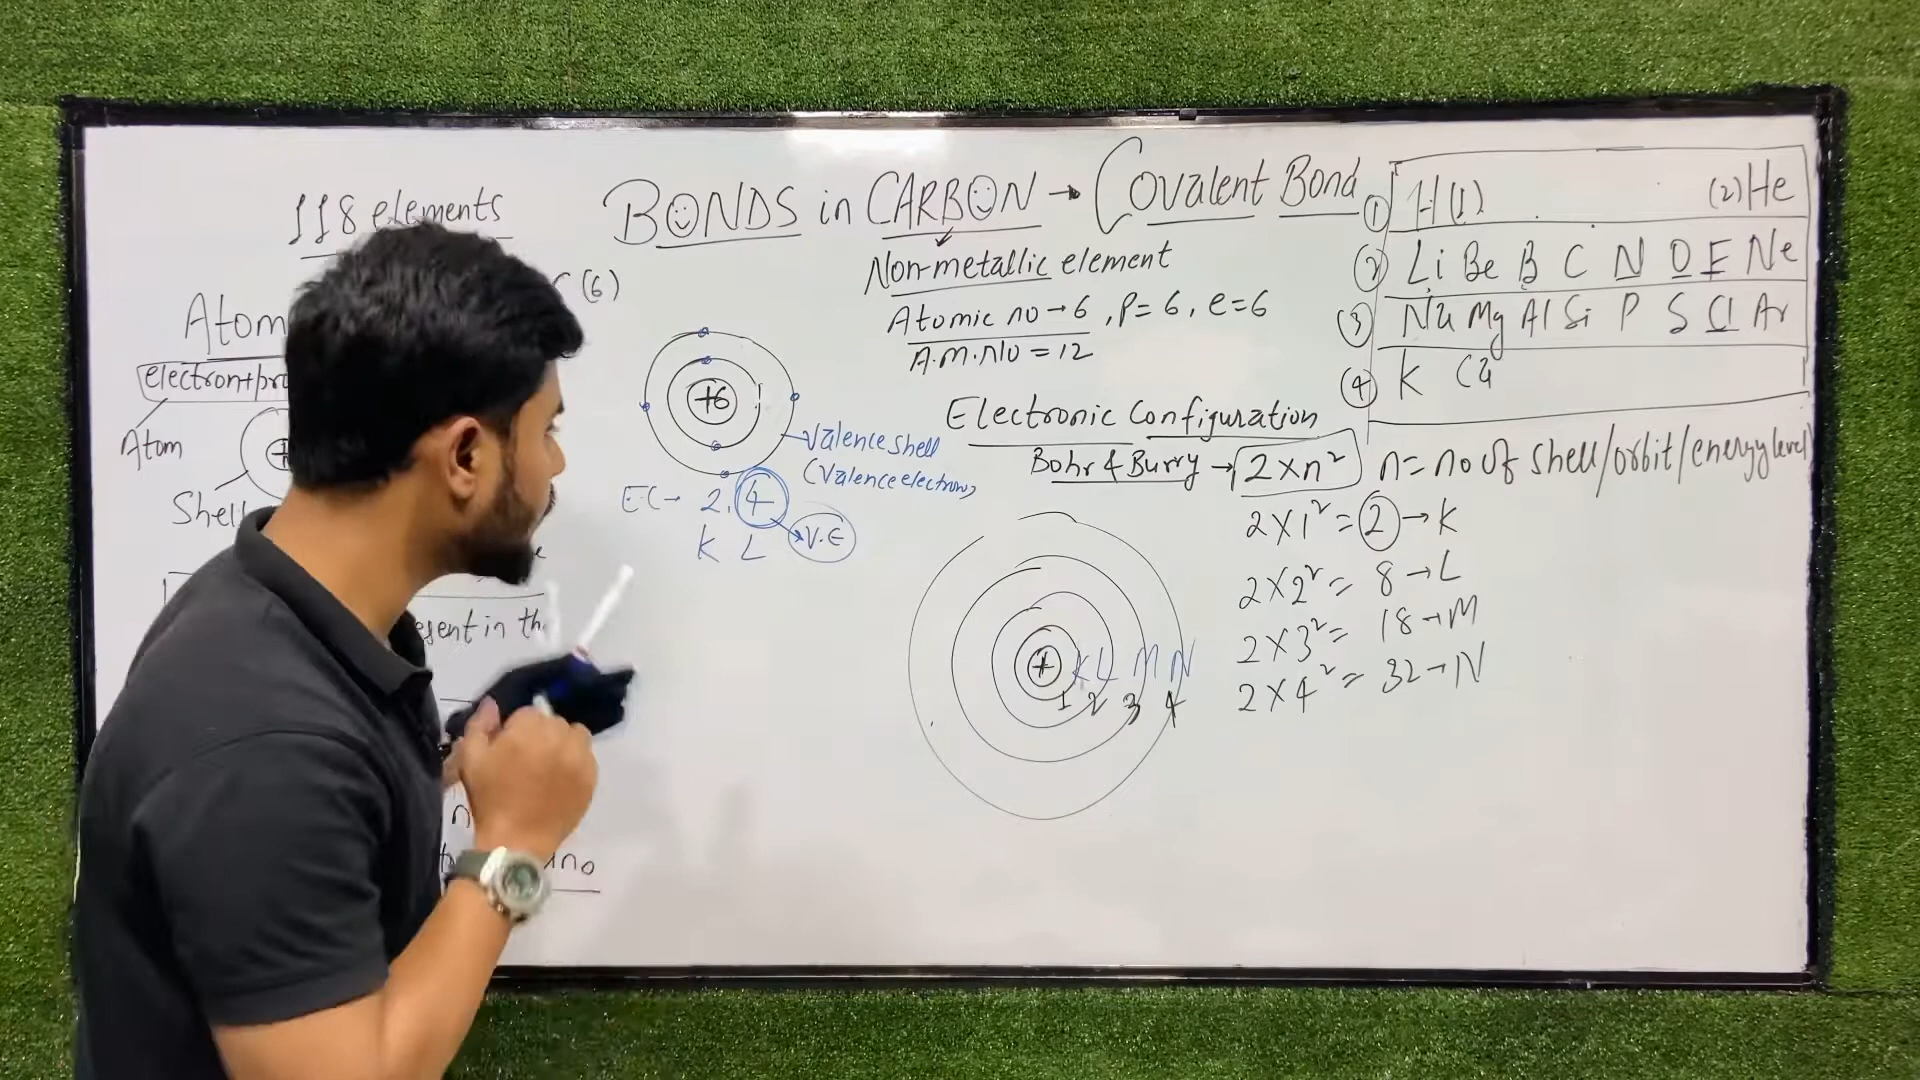 118 elements
BONDS in CARBON → Covalent Bond
Non-metallic element
Atomic no → 6, P = 6, e = 6
A.M.No = 12
(6)
Atom
electron+pro
Atom
Shell
esent in th
no
+6
Valence shell
(Valence electron)
EC → 2, 4
K L
V.E
Electronic Configuration
Bohr & Burry → 2 × n² n = no of shell/orbit/energy level
2 × 1² = 2 → K
2 × 2² = 8 → L
2 × 3² = 18 → M
2 × 4² = 32 → N
+ K L M N
1 2 3 4
① H(1) (2)He
② Li Be B C N O F Ne
(3) Na Mg Al Si P S Cl Ar
④ K Ca